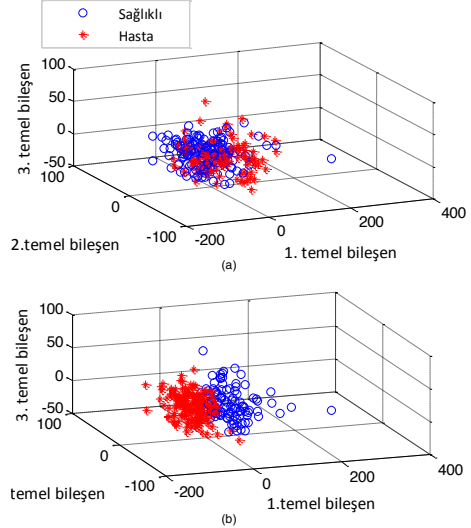 Sağlıklı
Hasta
100
50
0
-50
100
0
-100
-200
0
200
400
3. temel bileşen
2.temel bileşen
1. temel bileşen
(a)
100
50
0
-50
100
0
-100
-200
0
200
400
3. temel bileşen
temel bileşen
1.temel bileşen
(b)